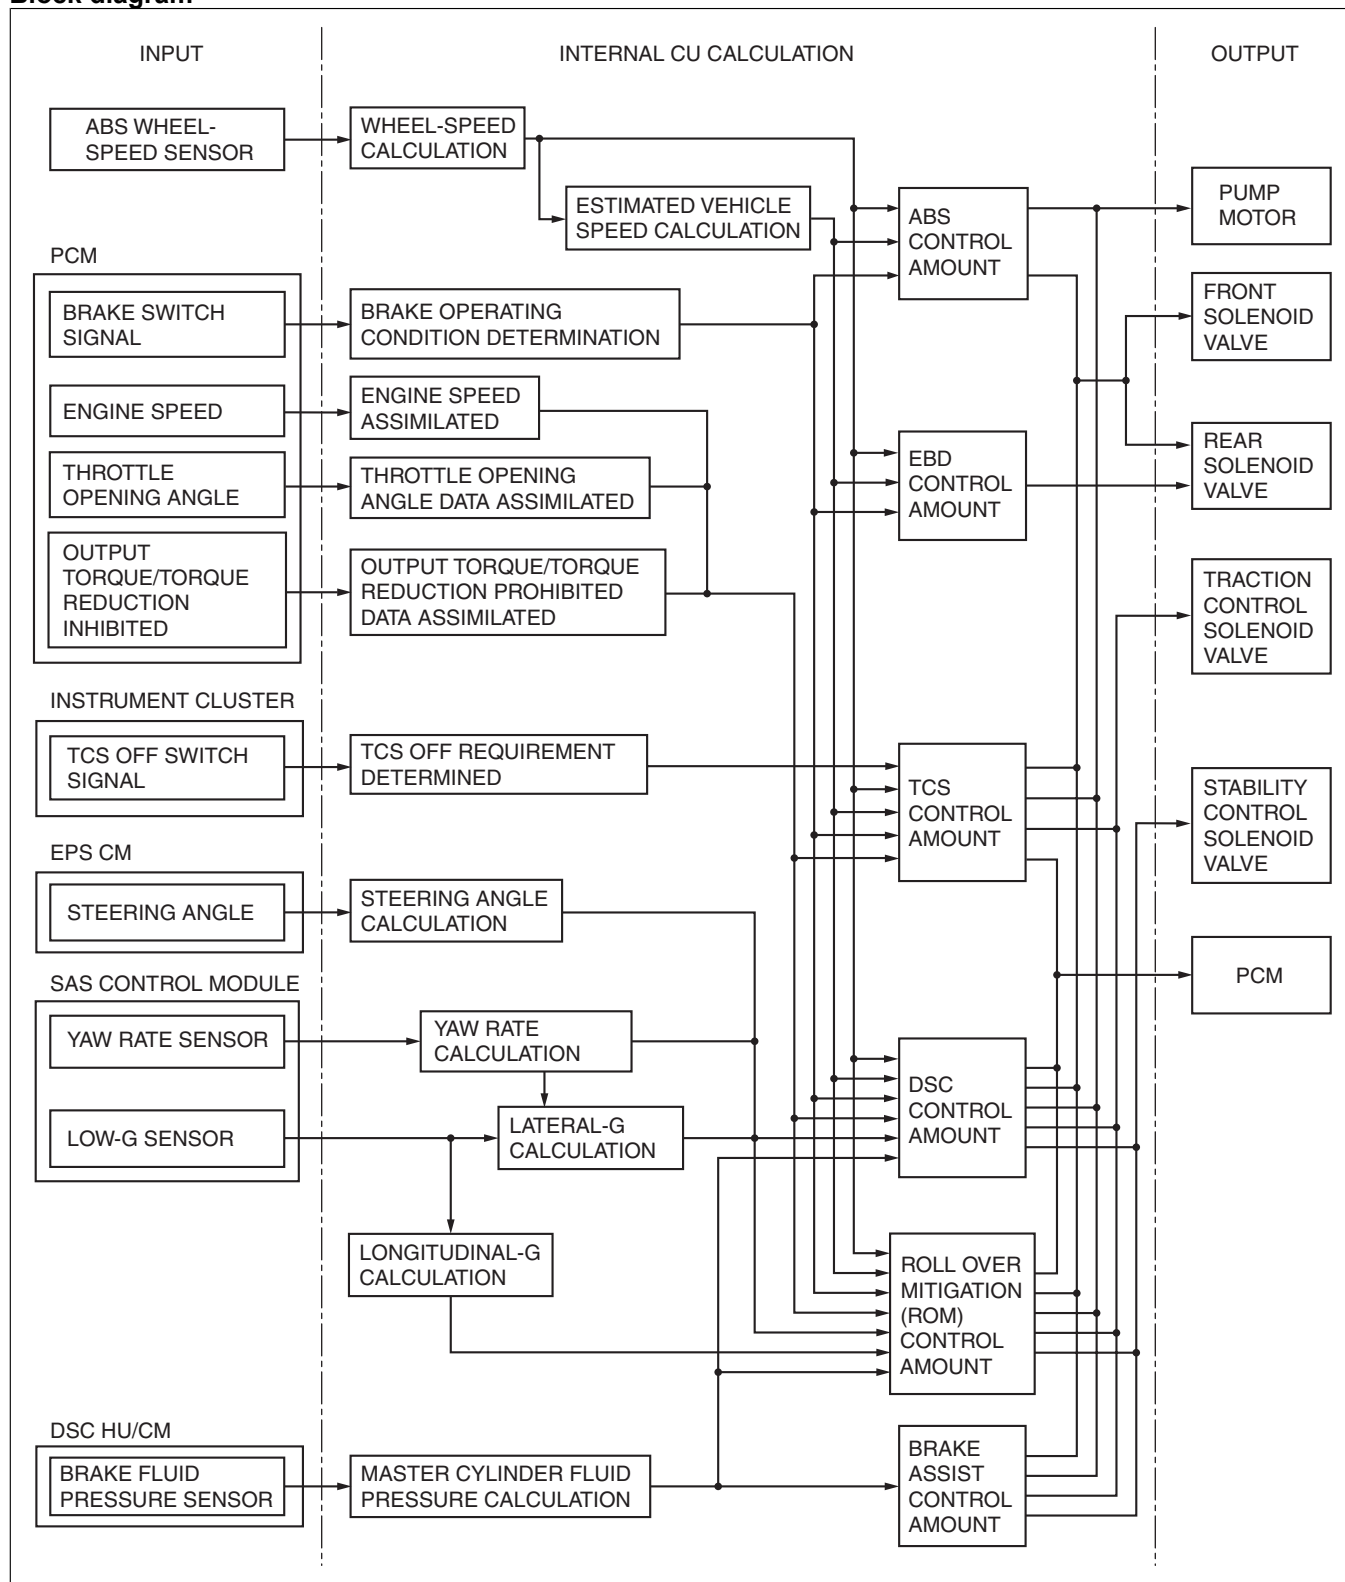 Block diagram
INPUT
INTERNAL CU CALCULATION
OUTPUT
ABS WHEEL-
SPEED SENSOR
WHEEL-SPEED
CALCULATION
ESTIMATED VEHICLE
SPEED CALCULATION
ABS
CONTROL
AMOUNT
PUMP
MOTOR
PCM
BRAKE SWITCH
SIGNAL
BRAKE OPERATING
CONDITION DETERMINATION
FRONT
SOLENOID
VALVE
ENGINE SPEED
ENGINE SPEED
ASSIMILATED
THROTTLE
OPENING ANGLE
THROTTLE OPENING
ANGLE DATA ASSIMILATED
EBD
CONTROL
AMOUNT
REAR
SOLENOID
VALVE
OUTPUT
TORQUE/TORQUE
REDUCTION
INHIBITED
OUTPUT TORQUE/TORQUE
REDUCTION PROHIBITED
DATA ASSIMILATED
TRACTION
CONTROL
SOLENOID
VALVE
INSTRUMENT CLUSTER
TCS OFF SWITCH
SIGNAL
TCS OFF REQUIREMENT
DETERMINED
TCS
CONTROL
AMOUNT
STABILITY
CONTROL
SOLENOID
VALVE
EPS CM
STEERING ANGLE
STEERING ANGLE
CALCULATION
PCM
SAS CONTROL MODULE
YAW RATE SENSOR
YAW RATE
CALCULATION
LOW-G SENSOR
LATERAL-G
CALCULATION
DSC
CONTROL
AMOUNT
LONGITUDINAL-G
CALCULATION
ROLL OVER
MITIGATION
(ROM)
CONTROL
AMOUNT
DSC HU/CM
BRAKE FLUID
PRESSURE SENSOR
MASTER CYLINDER FLUID
PRESSURE CALCULATION
BRAKE
ASSIST
CONTROL
AMOUNT